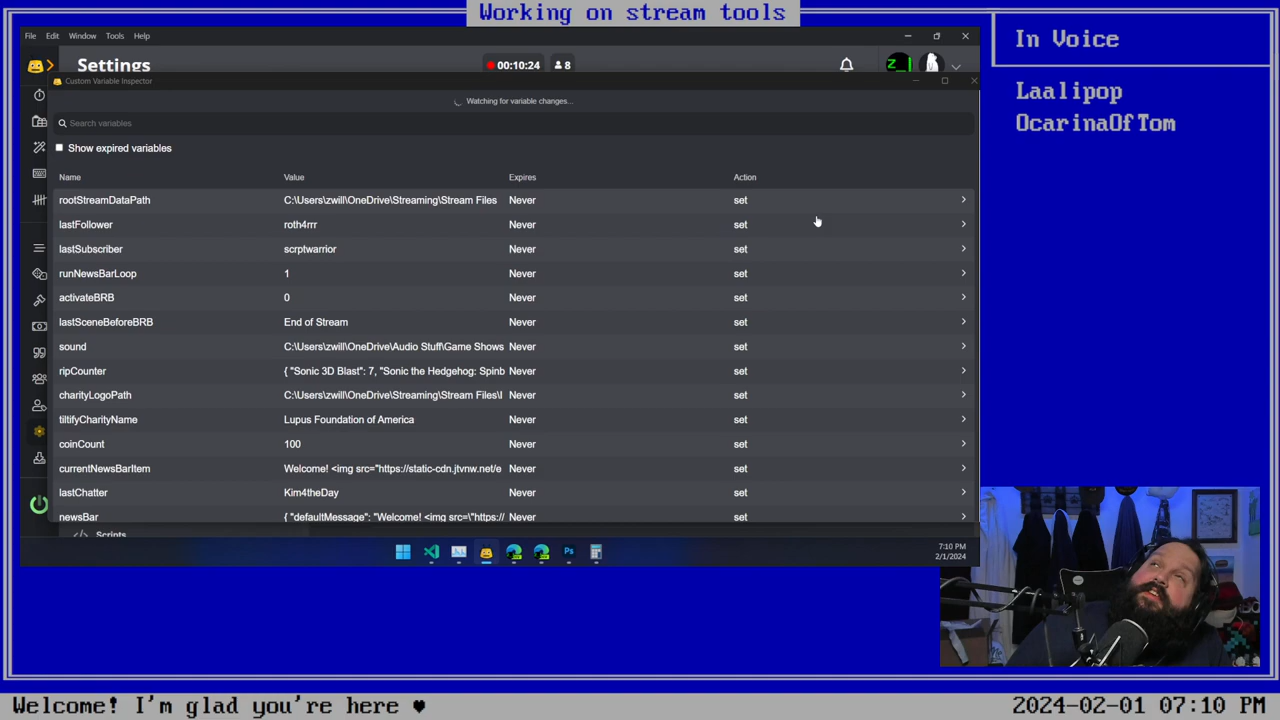 Working on stream tools
File Edit Window Tools Help
Settings
00:10:24
8
z_|
Custom Variable Inspector
Watching for variable changes...
Search variables
Show expired variables
Name Value Expires Action
rootStreamDataPath C:\Users\zwill\OneDrive\Streaming\Stream Files Never set
lastFollower roth4rrr Never set
lastSubscriber scrptwarrior Never set
runNewsBarLoop 1 Never set
activateBRB 0 Never set
lastSceneBeforeBRB End of Stream Never set
sound C:\Users\zwill\OneDrive\Audio Stuff\Game Shows Never set
ripCounter { "Sonic 3D Blast": 7, "Sonic the Hedgehog: Spinb Never set
charityLogoPath C:\Users\zwill\OneDrive\Streaming\Stream Files\I Never set
tiltifyCharityName Lupus Foundation of America Never set
coinCount 100 Never set
currentNewsBarItem Welcome! <img src="https://static-cdn.jtvnw.net/e Never set
lastChatter Kim4theDay Never set
newsBar { "defaultMessage": "Welcome! <img src=\"https:// Never set
Scripts
Ps
7:10 PM
2/1/2024
In Voice
Laalipop
OcarinaOfTom
Welcome! I'm glad you're here ♥
2024-02-01 07:10 PM